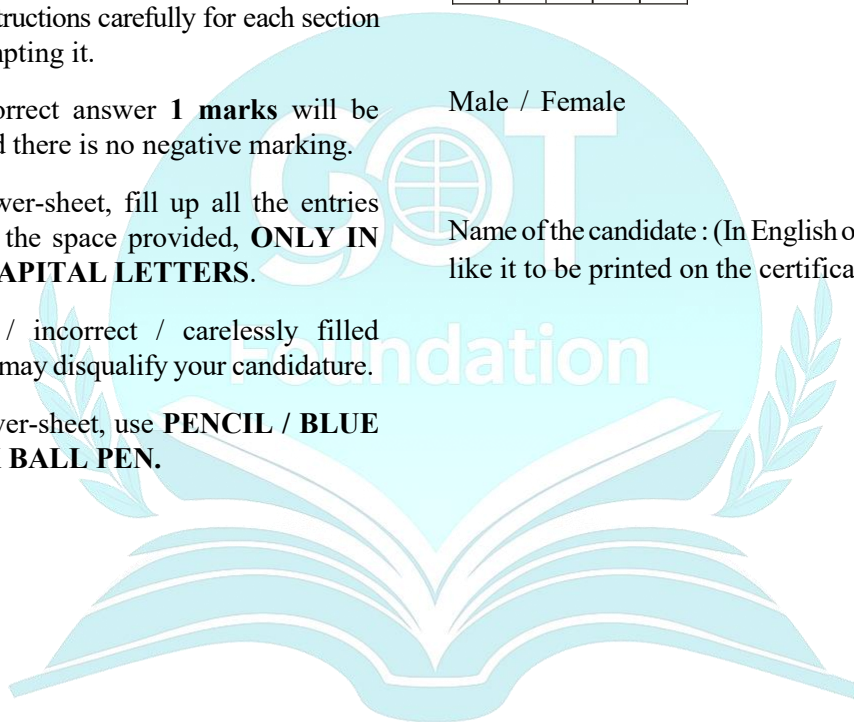 tructions carefully for each section
pting it.
orrect answer 1 marks will be
d there is no negative marking.
wer-sheet, fill up all the entries
the space provided, ONLY IN
APITAL LETTERS.
/ incorrect / carelessly filled
may disqualify your candidature.
wer-sheet, use PENCIL / BLUE
BALL PEN.
Male / Female
Name of the candidate : (In English o
like it to be printed on the certifica
GOT
Foundation